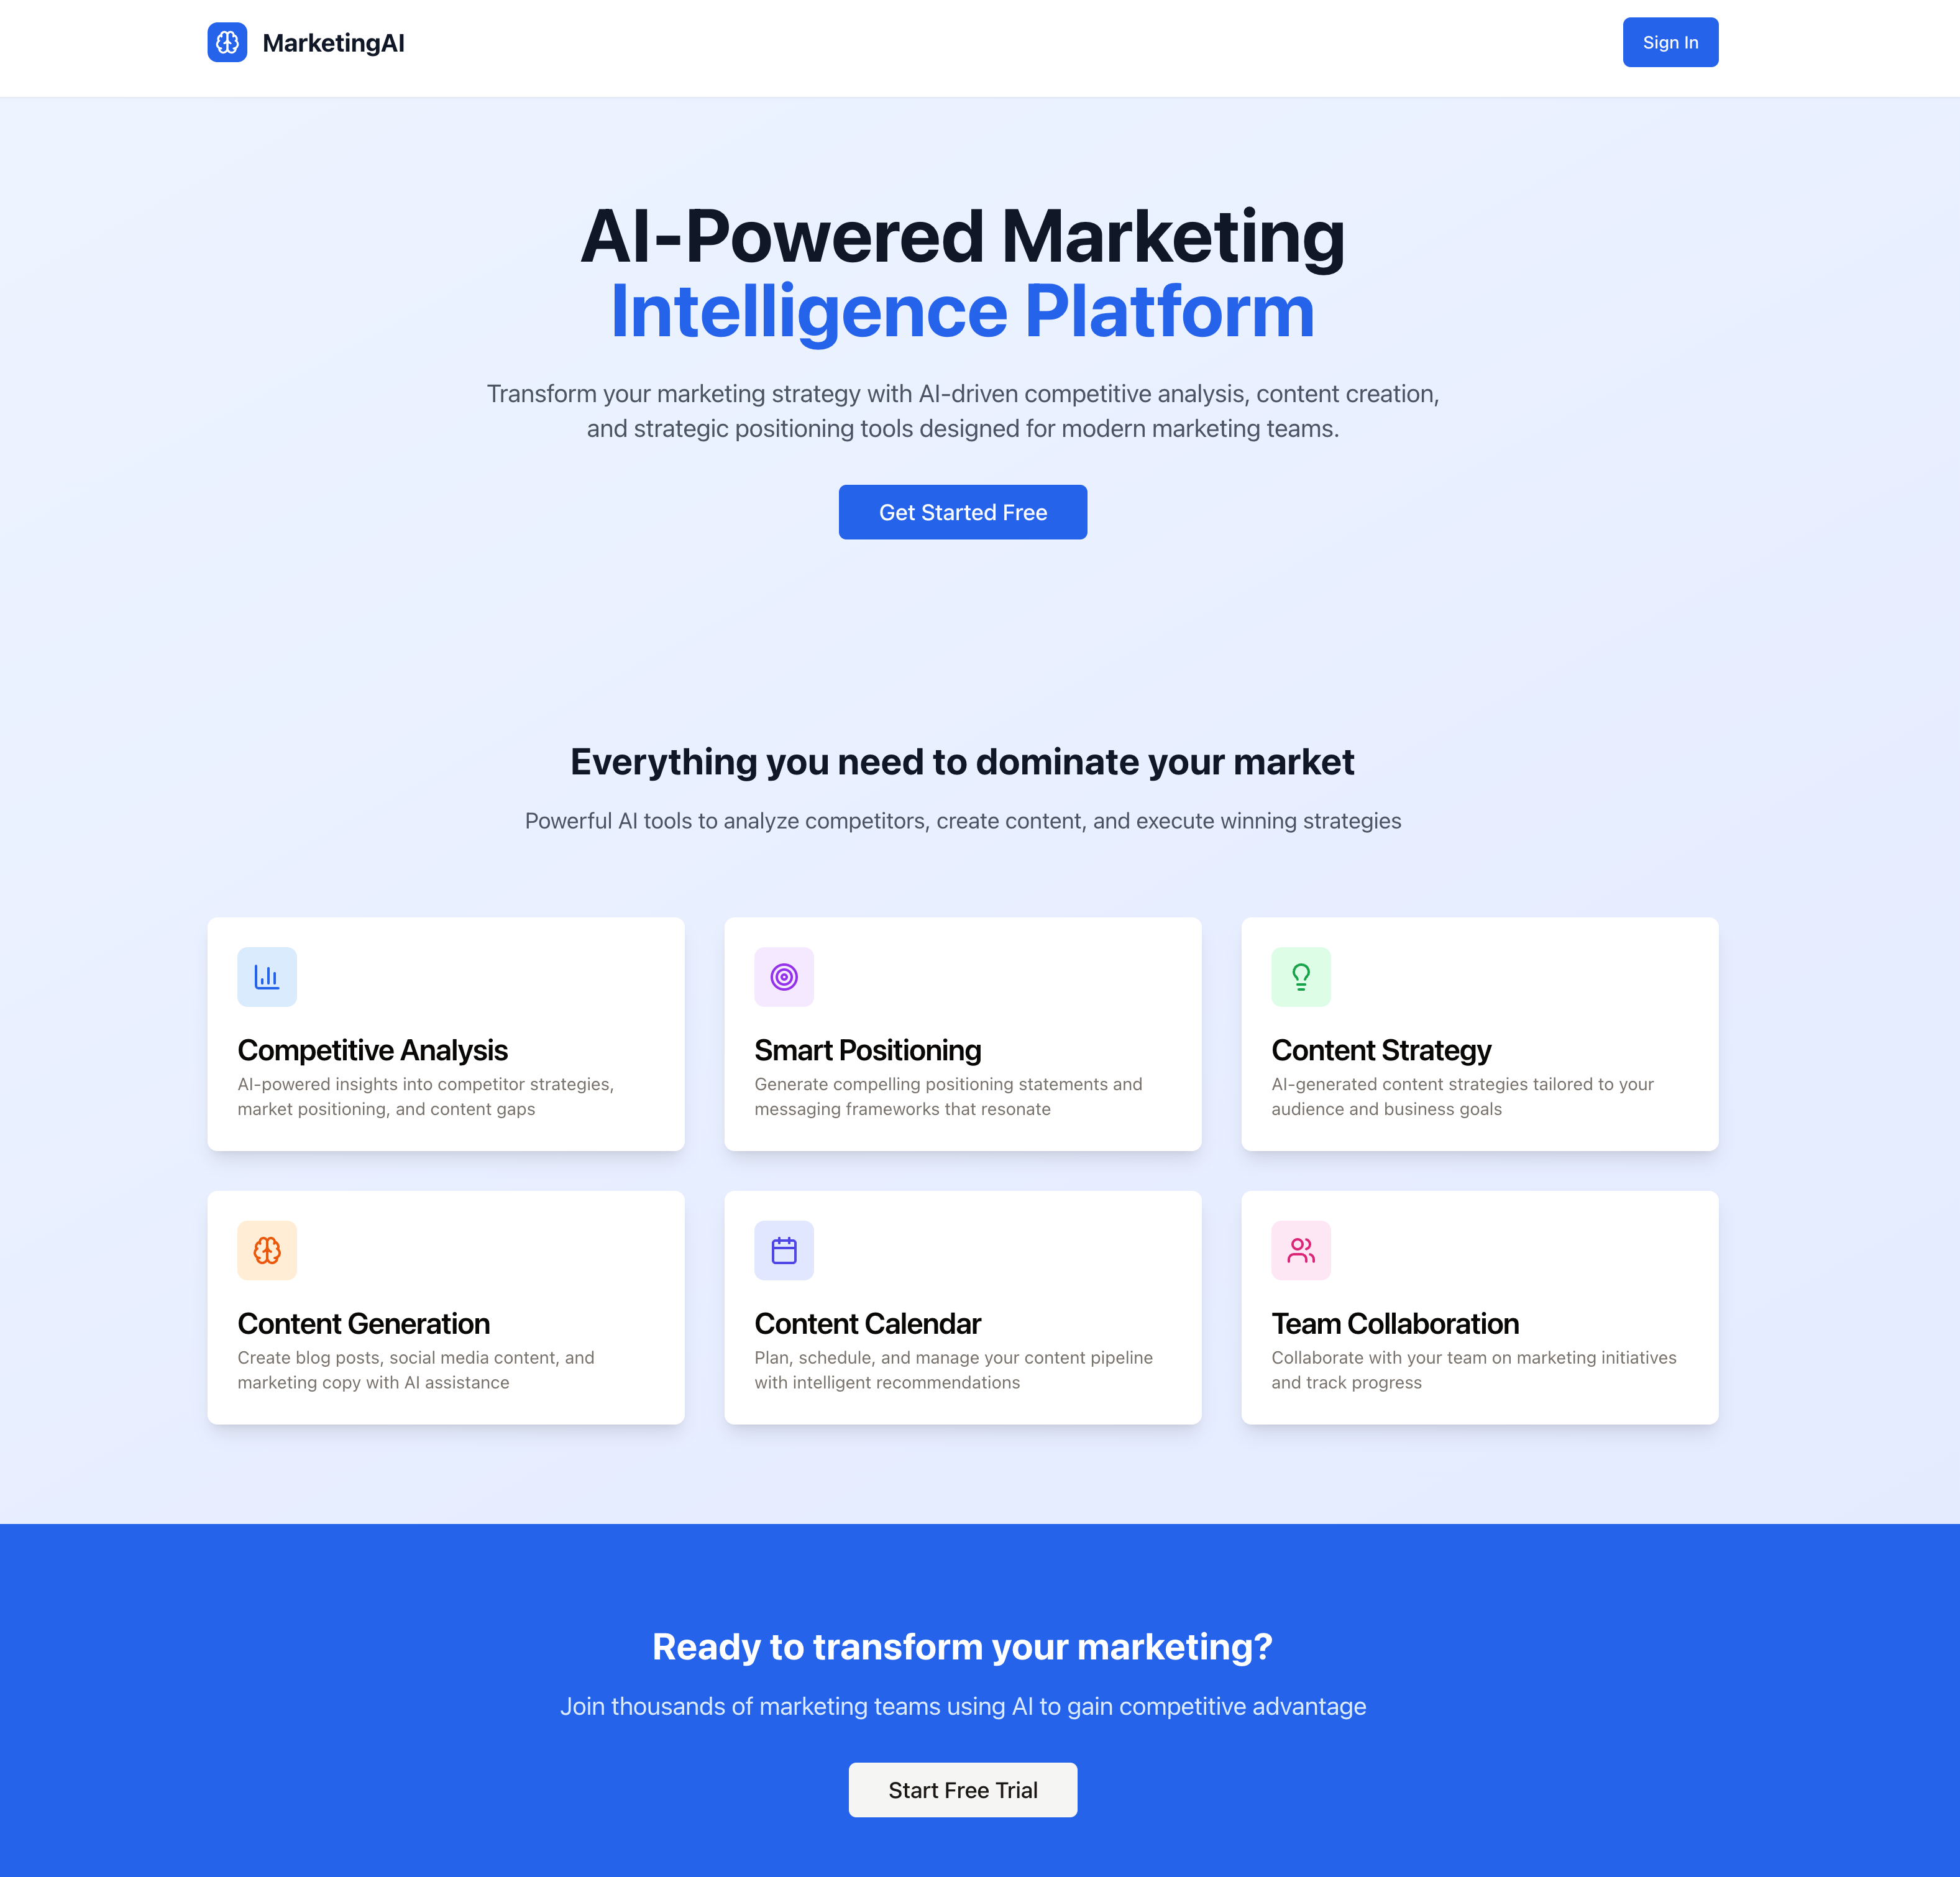 MarketingAI
Sign In
AI-Powered Marketing
Intelligence Platform
Transform your marketing strategy with AI-driven competitive analysis, content creation,
and strategic positioning tools designed for modern marketing teams.
Get Started Free
Everything you need to dominate your market
Powerful AI tools to analyze competitors, create content, and execute winning strategies
Competitive Analysis
AI-powered insights into competitor strategies,
market positioning, and content gaps
Smart Positioning
Generate compelling positioning statements and
messaging frameworks that resonate
Content Strategy
AI-generated content strategies tailored to your
audience and business goals
Content Generation
Create blog posts, social media content, and
marketing copy with AI assistance
Content Calendar
Plan, schedule, and manage your content pipeline
with intelligent recommendations
Team Collaboration
Collaborate with your team on marketing initiatives
and track progress
Ready to transform your marketing?
Join thousands of marketing teams using AI to gain competitive advantage
Start Free Trial